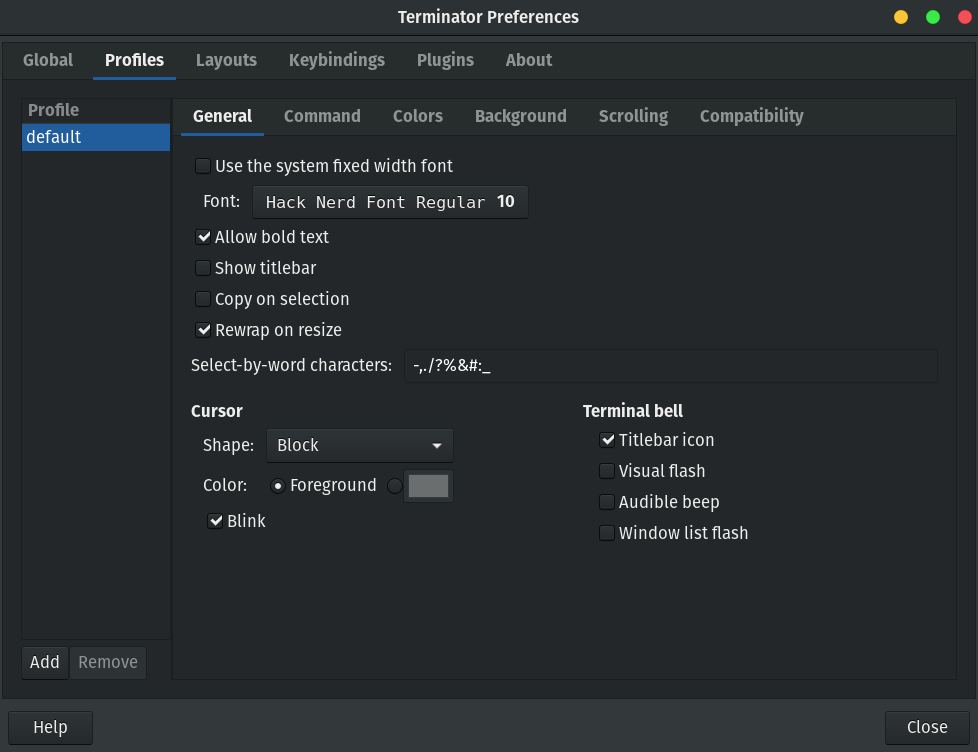 Terminator Preferences
Global Profiles Layouts Keybindings Plugins About
Profile
default
General Command Colors Background Scrolling Compatibility
Use the system fixed width font
Font: Hack Nerd Font Regular 10
Allow bold text
Show titlebar
Copy on selection
Rewrap on resize
Select-by-word characters: -,./?%&#:_
Cursor
Shape: Block
Color: Foreground
Blink
Terminal bell
Titlebar icon
Visual flash
Audible beep
Window list flash
Add Remove
Help Close